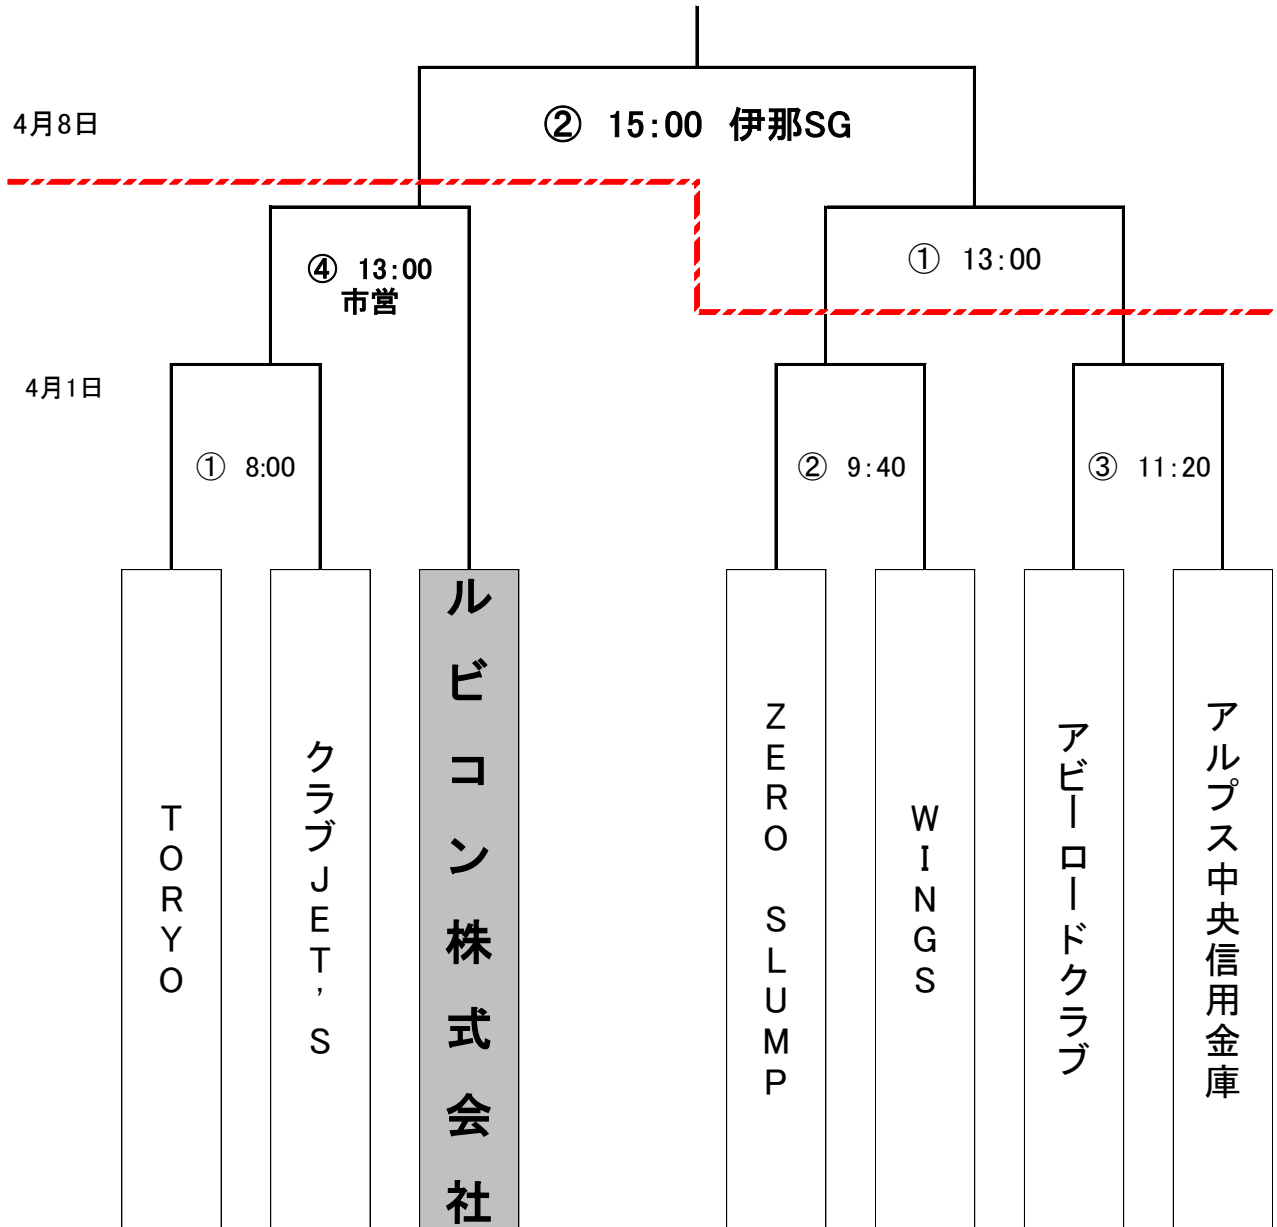 4月8日
② 15:00 伊那SG
④ 13:00
市営
① 13:00
4月1日
① 8:00
② 9:40
③ 11:20
TORYO
クラブJET'S
ルビコン株式会社
ZERO SLUMP
WINGS
アビーロードクラブ
アルプス中央信用金庫